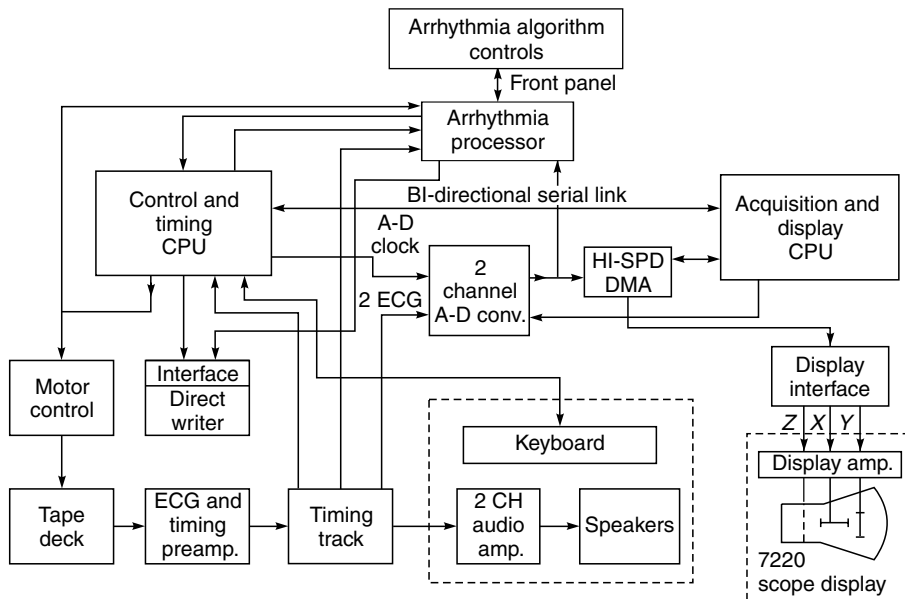 Arrhythmia algorithm
controls
Front panel
Arrhythmia
processor
Control and
timing
CPU
BI-directional serial link
Acquisition and
display
CPU
A-D
clock
2 ECG
2
channel
A-D conv.
HI-SPD
DMA
Motor
control
Interface
Direct
writer
Display
interface
Z X Y
Display amp.
7220
scope display
Keyboard
Tape
deck
ECG and
timing
preamp.
Timing
track
2 CH
audio
amp.
Speakers